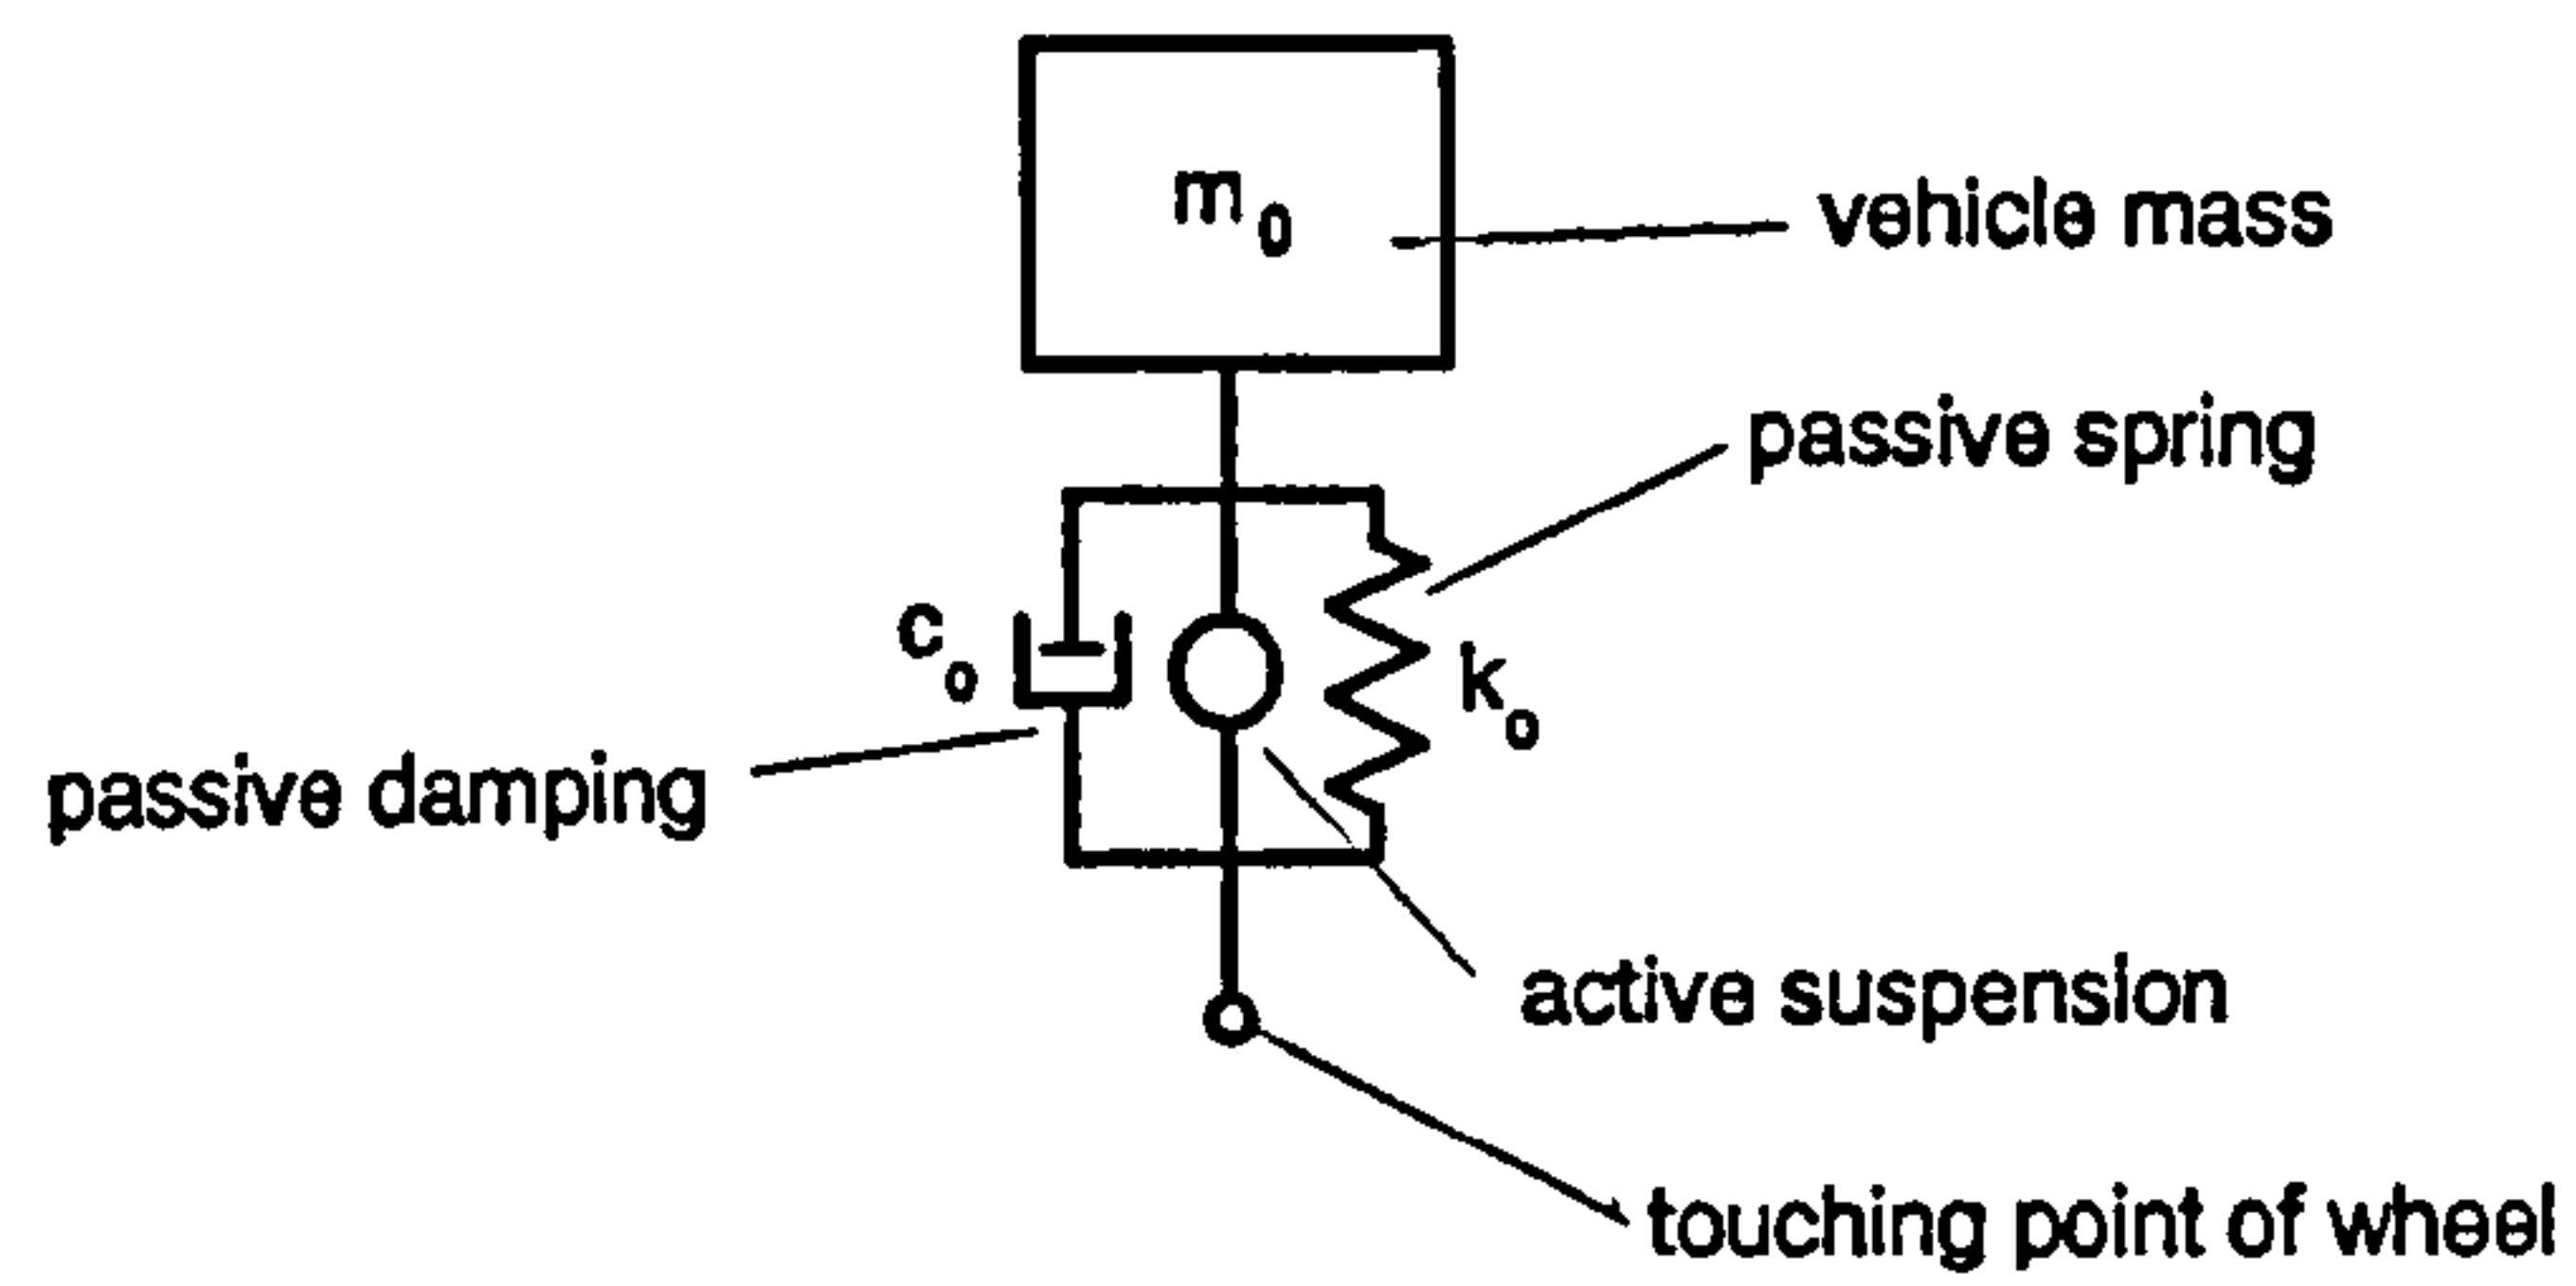 m₀
vehicle mass
passive spring
c₀
k₀
passive damping
active suspension
touching point of wheel